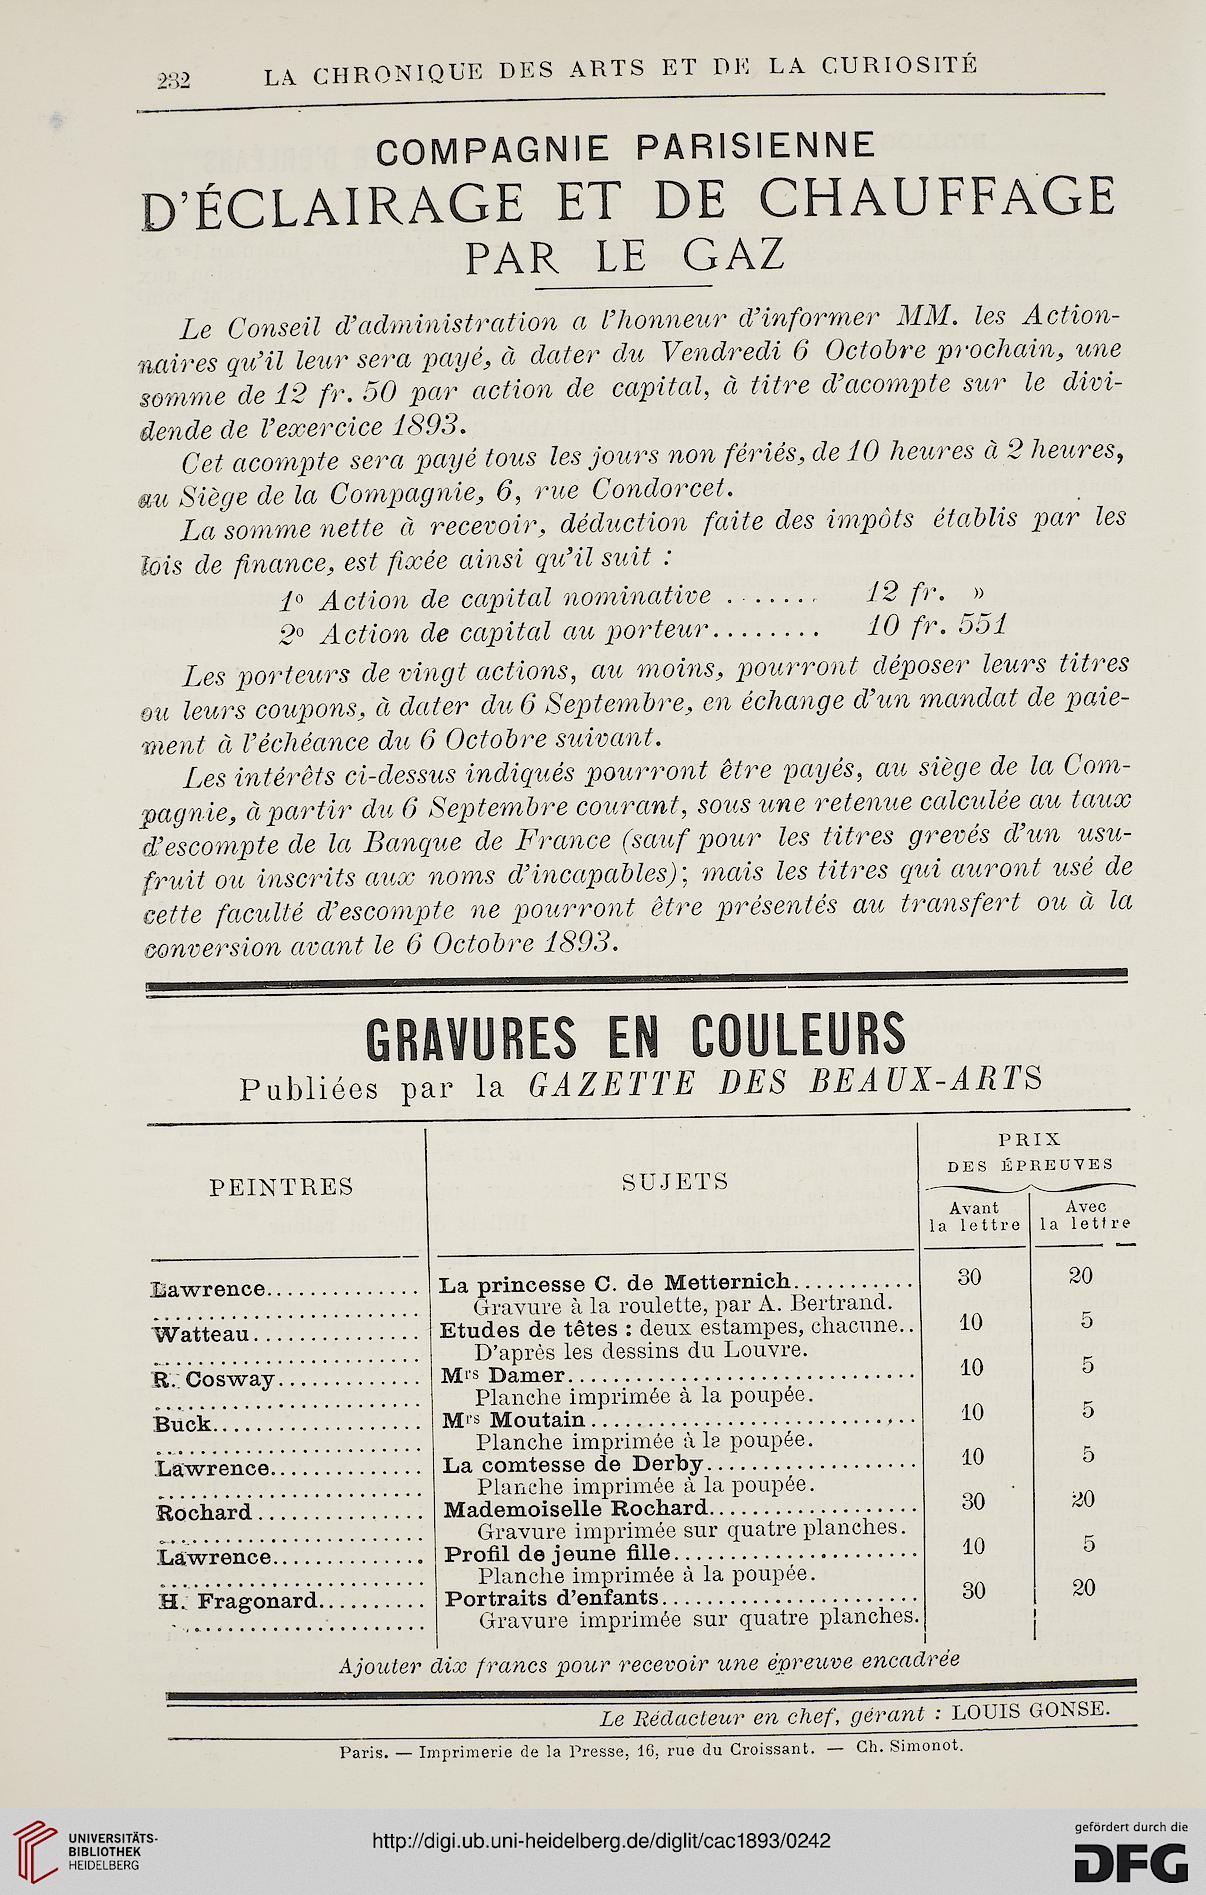 232 LA CHRONIQUE DES ARTS ET DE LA CURIOSITÉ
COMPAGNIE PARISIENNE
D'ÉCLAIRAGE ET DE CHAUFFAGE
PAR LE GAZ
Le Conseil d'administration a l'honneur d'informer MM. les Action-
naires qu'il leur sera payé, à dater du Vendredi 6 Octobre prochain, une
somme de 12 fr. 50 par action de capital, à titre d'acompte sur le divi-
dende de l'exercice 1893.
Cet acompte sera payé tous les jours non fériés, de 10 heures à 2 heures,
au Siège de la Compagnie, 6, rue Condorcet.
La somme nette à recevoir, déduction faite des impôts établis par les
lois de finance, est fixée ainsi qu'il suit :
1° Action de capital nominative ....... 12 fr. »
2° Action de capital au porteur........ 10 fr. 551
Les porteurs de vingt actions, au moins, pourront déposer leurs titres
ou leurs coupons, à dater du 6 Septembre, en échange d'un mandat de paie-
ment à l'échéance du 6 Octobre suivant.
Les intérêts ci-dessus indiqués pourront être payés, au siège de la Com-
pagnie, à partir du 6 Septembre courant, sous une retenue calculée au taux
d'escompte de la Banque de France (sauf pour les titres grevés d'un usu-
fruit ou inscrits aux noms d'incapables); mais les titres qui auront usé de
cette faculté d'escompte ne pourront être présentés au transfert ou à la
conversion avant le 6 Octobre 1893.
GRAVURES EN COULEURS
Publiées par la GAZETTE DES BEAUX-ARTS
PEINTRES SUJETS PRIX
DES ÉPREUVES
Avant la lettre Avec la lettre
Lawrence.............. La princesse C. de Metternich........... 30 20
Gravure à la roulette, par A. Bertrand.
Watteau............... Etudes de têtes : deux estampes, chacune.. 10 5
D'après les dessins du Louvre.
R. Cosway............. Mrs Damer............................... 10 5
Planche imprimée à la poupée.
Buck................... Mrs Moutain............................. 10 5
Planche imprimée à la poupée.
Lawrence.............. La comtesse de Derby................... 10 5
Planche imprimée à la poupée.
Rochard............... Mademoiselle Rochard................... 30 20
Gravure imprimée sur quatre planches.
Lawrence.............. Profil de jeune fille...................... 10 5
Planche imprimée à la poupée.
H. Fragonard.......... Portraits d'enfants....................... 30 20
Gravure imprimée sur quatre planches.
Ajouter dix francs pour recevoir une épreuve encadrée
Le Rédacteur en chef, gérant : LOUIS GONSE.
Paris. — Imprimerie de la Presse, 16, rue du Croissant. — Ch. Simonot.
UNIVERSITÄTS-
BIBLIOTHEK
HEIDELBERG
http://digi.ub.uni-heidelberg.de/diglit/cac1893/0242
gefördert durch die
DFG